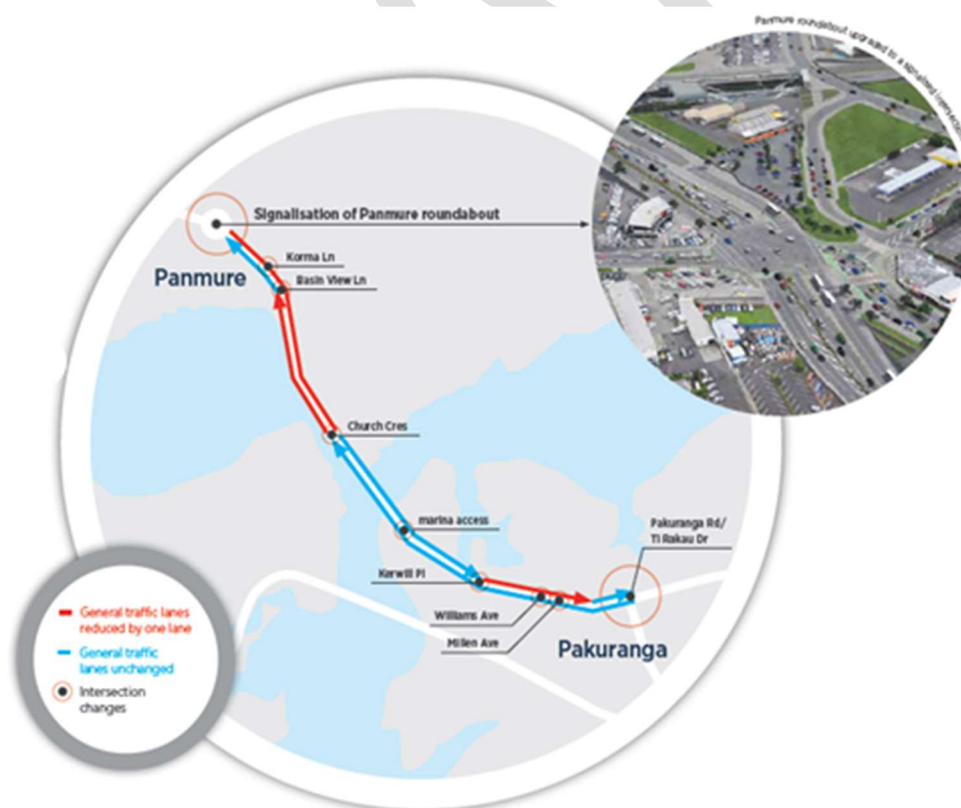 Panmure roundabout upgraded to a signalised intersection
Signalisation of Panmure roundabout
Korma Ln
Panmure
Basin View Ln
Church Cres
marina access
Pakuranga Rd/
Ti Rakau Dr
Kerwill Pl
Williams Ave
Millen Ave
Pakuranga
General traffic lanes
reduced by one lane
General traffic
lanes unchanged
Intersection
changes